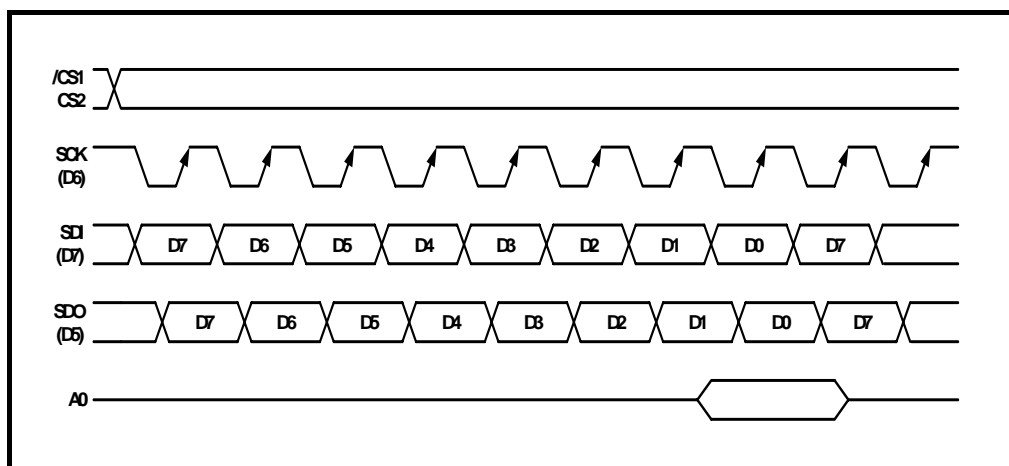 /CS1
CS2
SCK
(D6)
SDI
(D7)
D7 D6 D5 D4 D3 D2 D1 D0 D7
SDO
(D5)
D7 D6 D5 D4 D3 D2 D1 D0 D7
A0